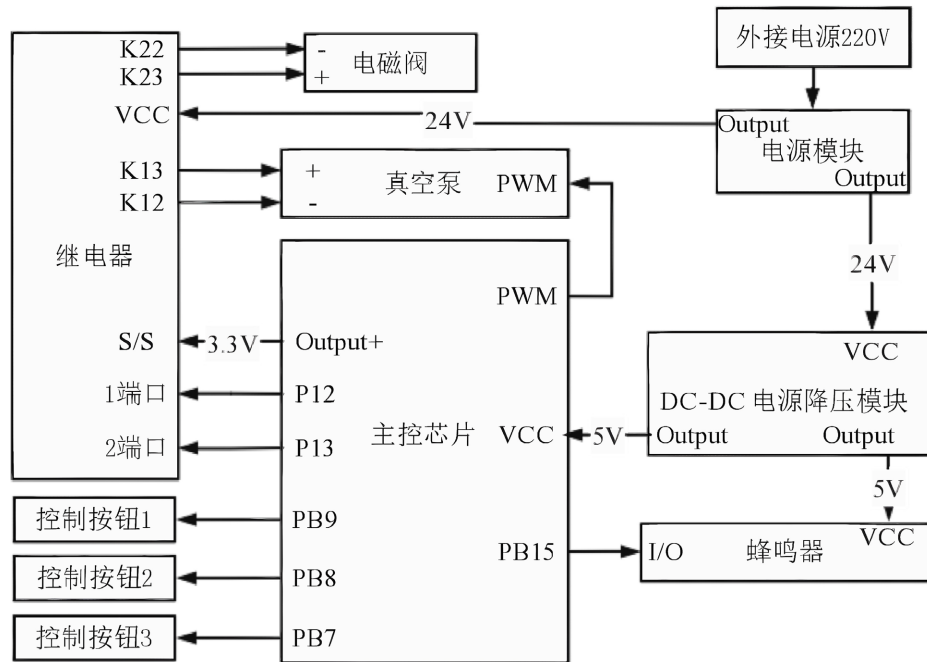 外接电源220V
K22
K23
VCC
K13
K12
继电器
S/S
1端口
2端口
-
+
电磁阀
24V
Output
电源模块
Output
+
-
真空泵
PWM
24V
PWM
3.3V
Output+
P12
P13
主控芯片
VCC
PB9
PB8
PB7
PB15
5V
VCC
DC-DC 电源降压模块
Output
Output
5V
VCC
I/O
蜂鸣器
控制按钮1
控制按钮2
控制按钮3